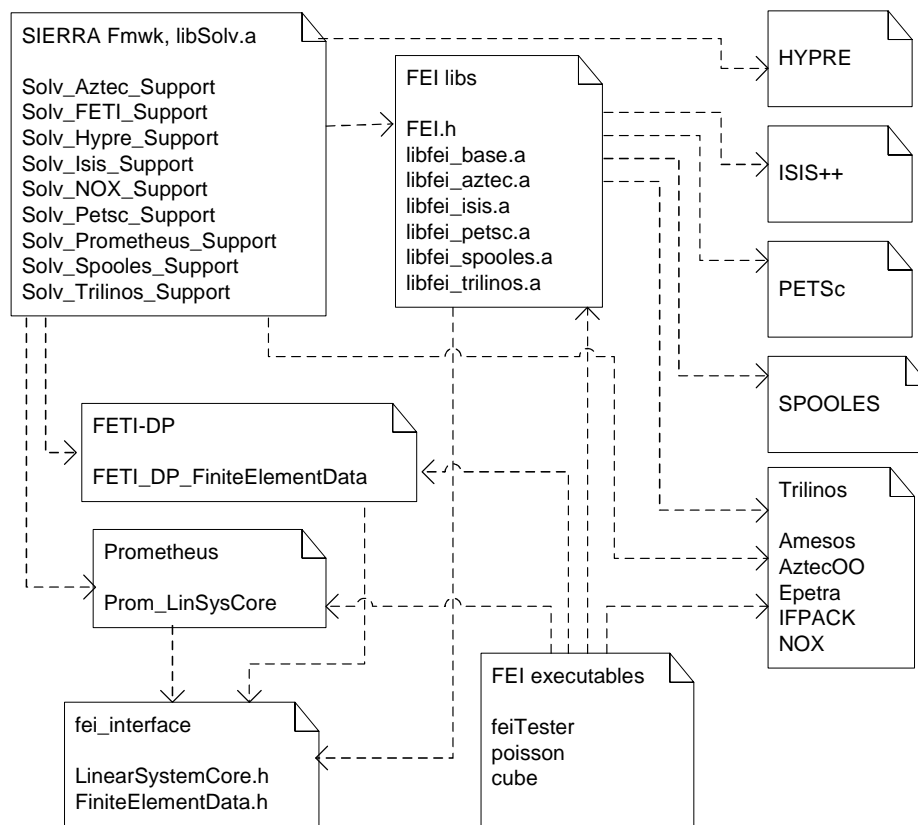 SIERRA Fmwk, libSolv.a
Solv_Aztec_Support
Solv_FETI_Support
Solv_Hypre_Support
Solv_Isis_Support
Solv_NOX_Support
Solv_Petsc_Support
Solv_Prometheus_Support
Solv_Spooles_Support
Solv_Trilinos_Support
FEI libs
FEI.h
libfei_base.a
libfei_aztec.a
libfei_isis.a
libfei_petsc.a
libfei_spooles.a
libfei_trilinos.a
HYPRE
ISIS++
PETSc
SPOOLES
Trilinos
Amesos
AztecOO
Epetra
IFPACK
NOX
FETI-DP
FETI_DP_FiniteElementData
Prometheus
Prom_LinSysCore
fei_interface
LinearSystemCore.h
FiniteElementData.h
FEI executables
feiTester
poisson
cube